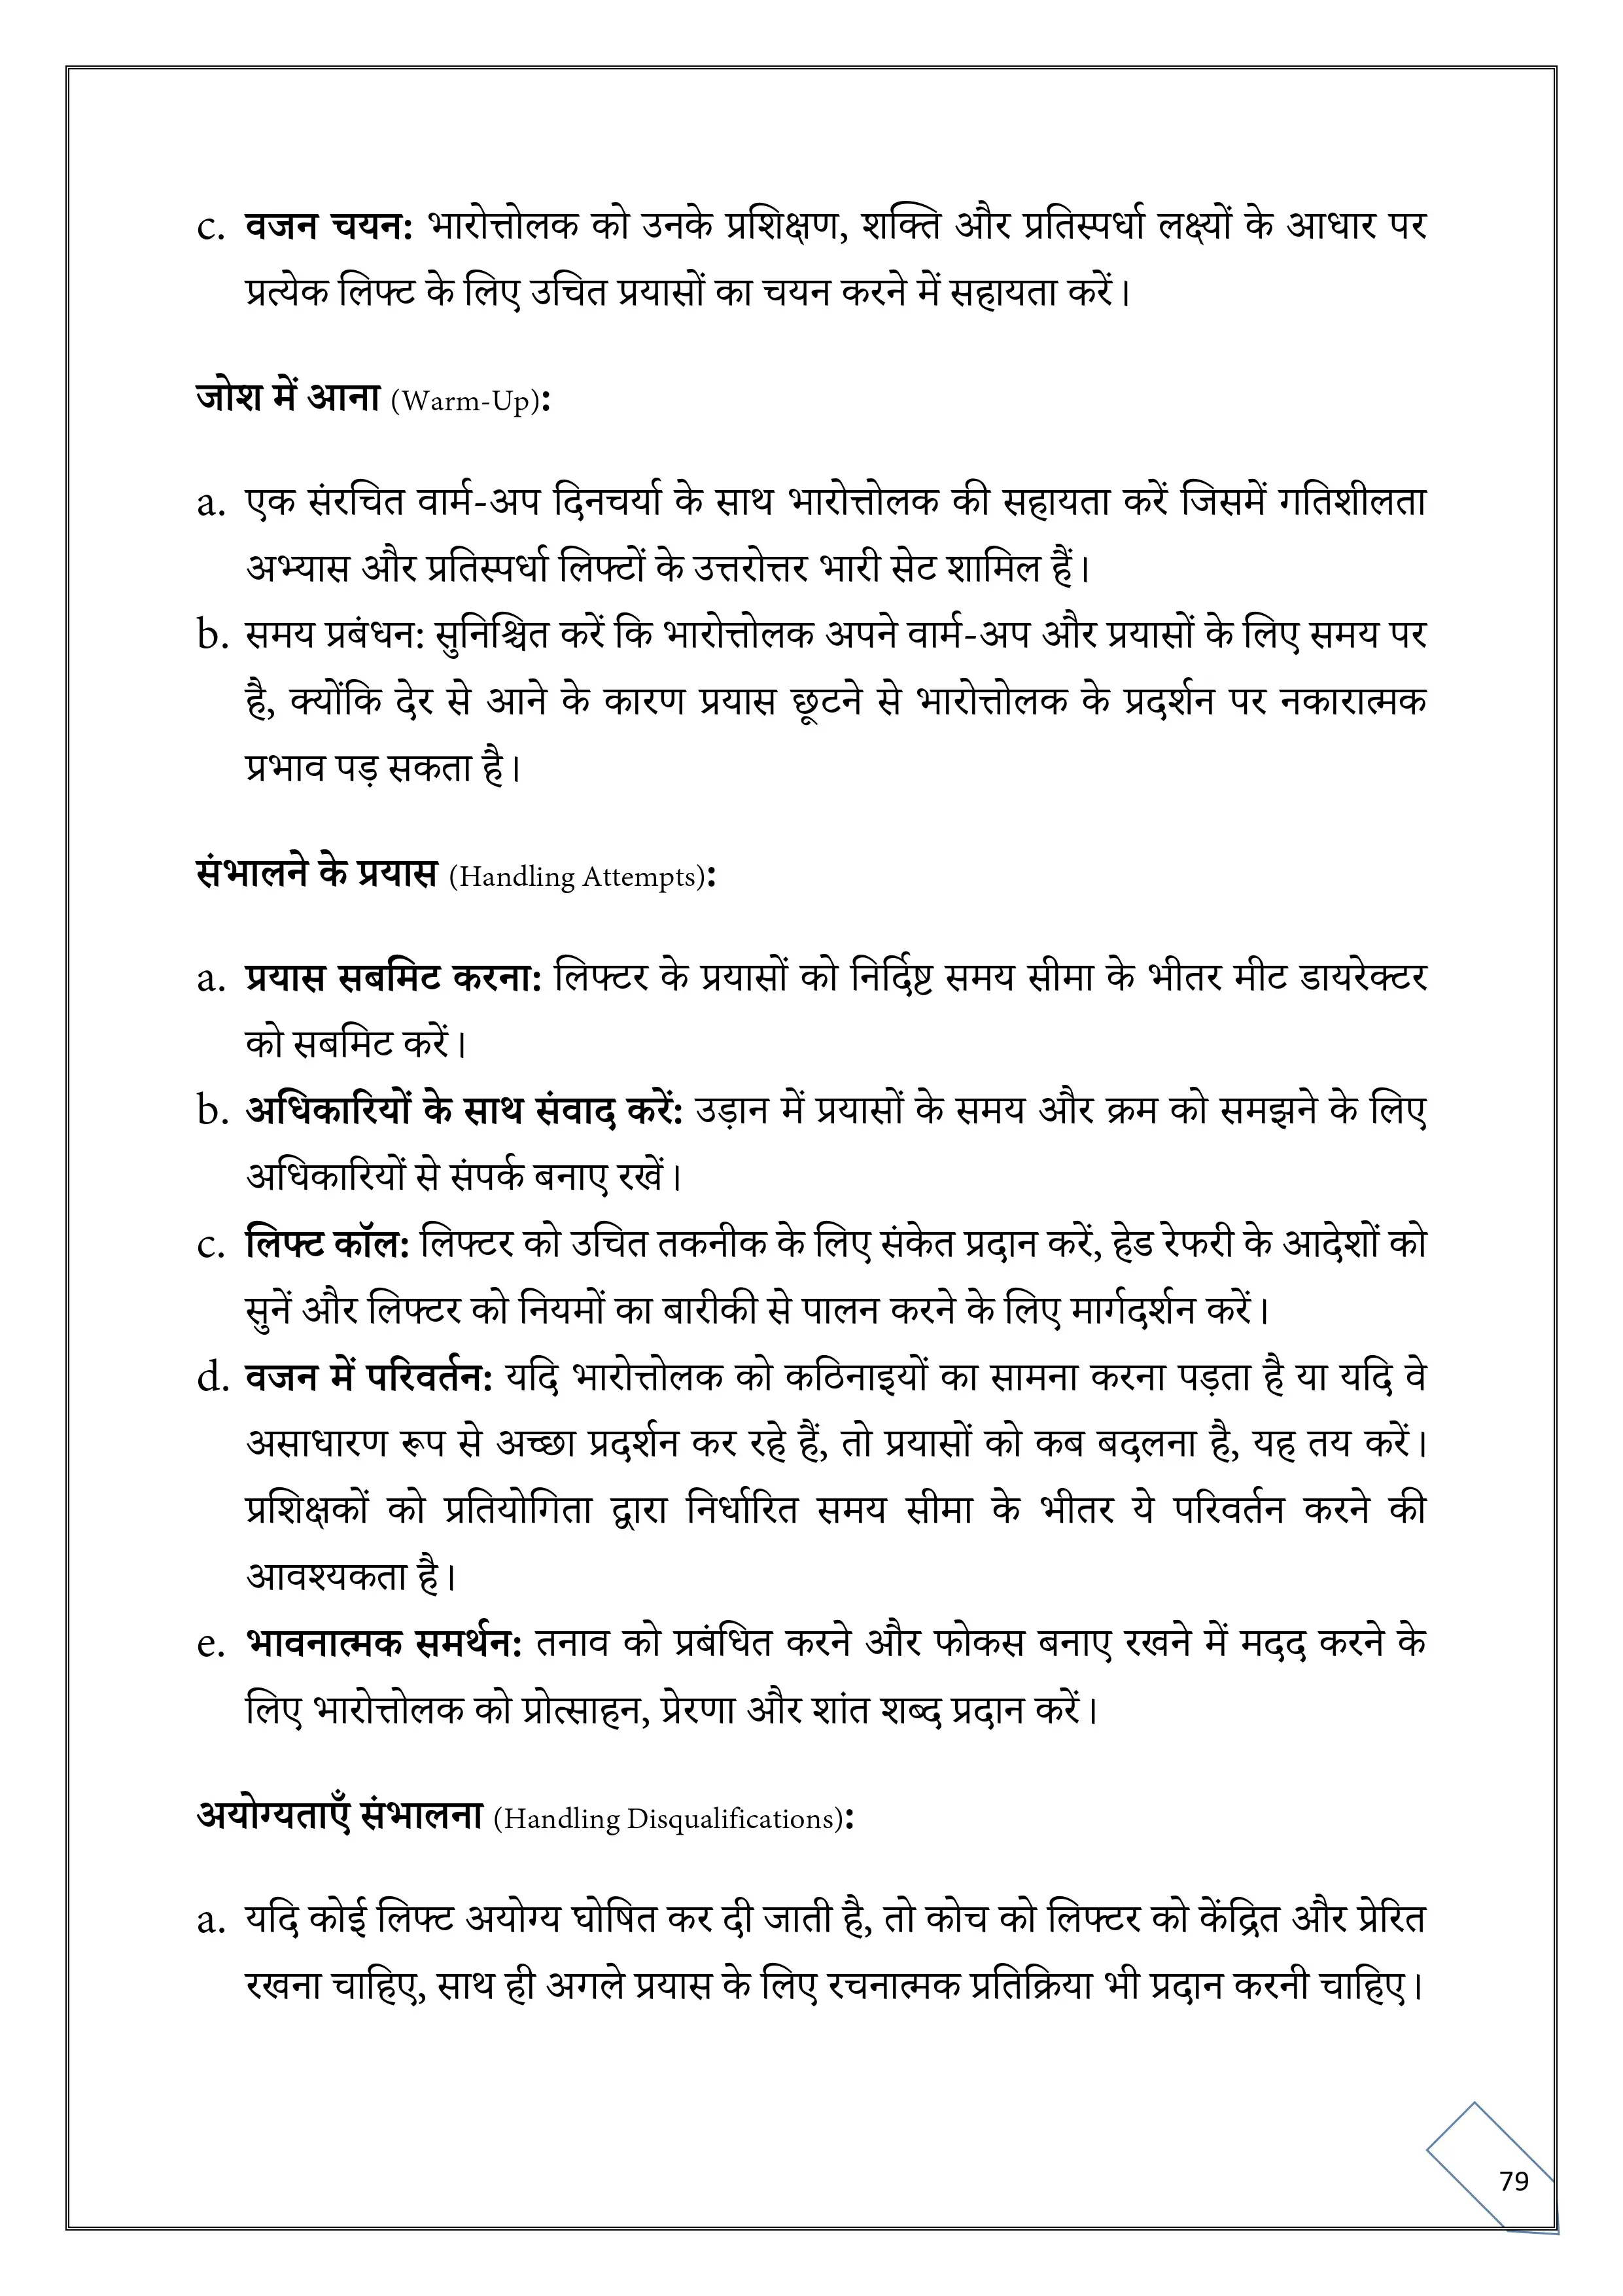 c. वजन चयन: भारोत्तोलक को उनके प्रशिक्षण, शक्ति और प्रतिस्पर्धा लक्ष्यों के आधार पर
प्रत्येक लिफ्ट के लिए उचित प्रयासों का चयन करने में सहायता करें।
जोश में आना (Warm-Up):
a. एक संरचित वार्म-अप दिनचर्या के साथ भारोत्तोलक की सहायता करें जिसमें गतिशीलता
अभ्यास और प्रतिस्पर्धा लिफ्टों के उत्तरोत्तर भारी सेट शामिल हैं।
b. समय प्रबंधन: सुनिश्चित करें कि भारोत्तोलक अपने वार्म-अप और प्रयासों के लिए समय पर
है, क्योंकि देर से आने के कारण प्रयास छूटने से भारोत्तोलक के प्रदर्शन पर नकारात्मक
प्रभाव पड़ सकता है।
संभालने के प्रयास (Handling Attempts):
a. प्रयास सबमिट करना: लिफ्टर के प्रयासों को निर्दिष्ट समय सीमा के भीतर मीट डायरेक्टर
को सबमिट करें।
b. अधिकारियों के साथ संवाद करें: उड़ान में प्रयासों के समय और क्रम को समझने के लिए
अधिकारियों से संपर्क बनाए रखें।
c. लिफ्ट कॉल: लिफ्टर को उचित तकनीक के लिए संकेत प्रदान करें, हेड रेफरी के आदेशों को
सुनें और लिफ्टर को नियमों का बारीकी से पालन करने के लिए मार्गदर्शन करें।
d. वजन में परिवर्तन: यदि भारोत्तोलक को कठिनाइयों का सामना करना पड़ता है या यदि वे
असाधारण रूप से अच्छा प्रदर्शन कर रहे हैं, तो प्रयासों को कब बदलना है, यह तय करें।
प्रशिक्षकों को प्रतियोगिता द्वारा निर्धारित समय सीमा के भीतर ये परिवर्तन करने की
आवश्यकता है।
e. भावनात्मक समर्थन: तनाव को प्रबंधित करने और फोकस बनाए रखने में मदद करने के
लिए भारोत्तोलक को प्रोत्साहन, प्रेरणा और शांत शब्द प्रदान करें।
अयोग्यताएँ संभालना (Handling Disqualifications):
a. यदि कोई लिफ्ट अयोग्य घोषित कर दी जाती है, तो कोच को लिफ्टर को केंद्रित और प्रेरित
रखना चाहिए, साथ ही अगले प्रयास के लिए रचनात्मक प्रतिक्रिया भी प्रदान करनी चाहिए।
79